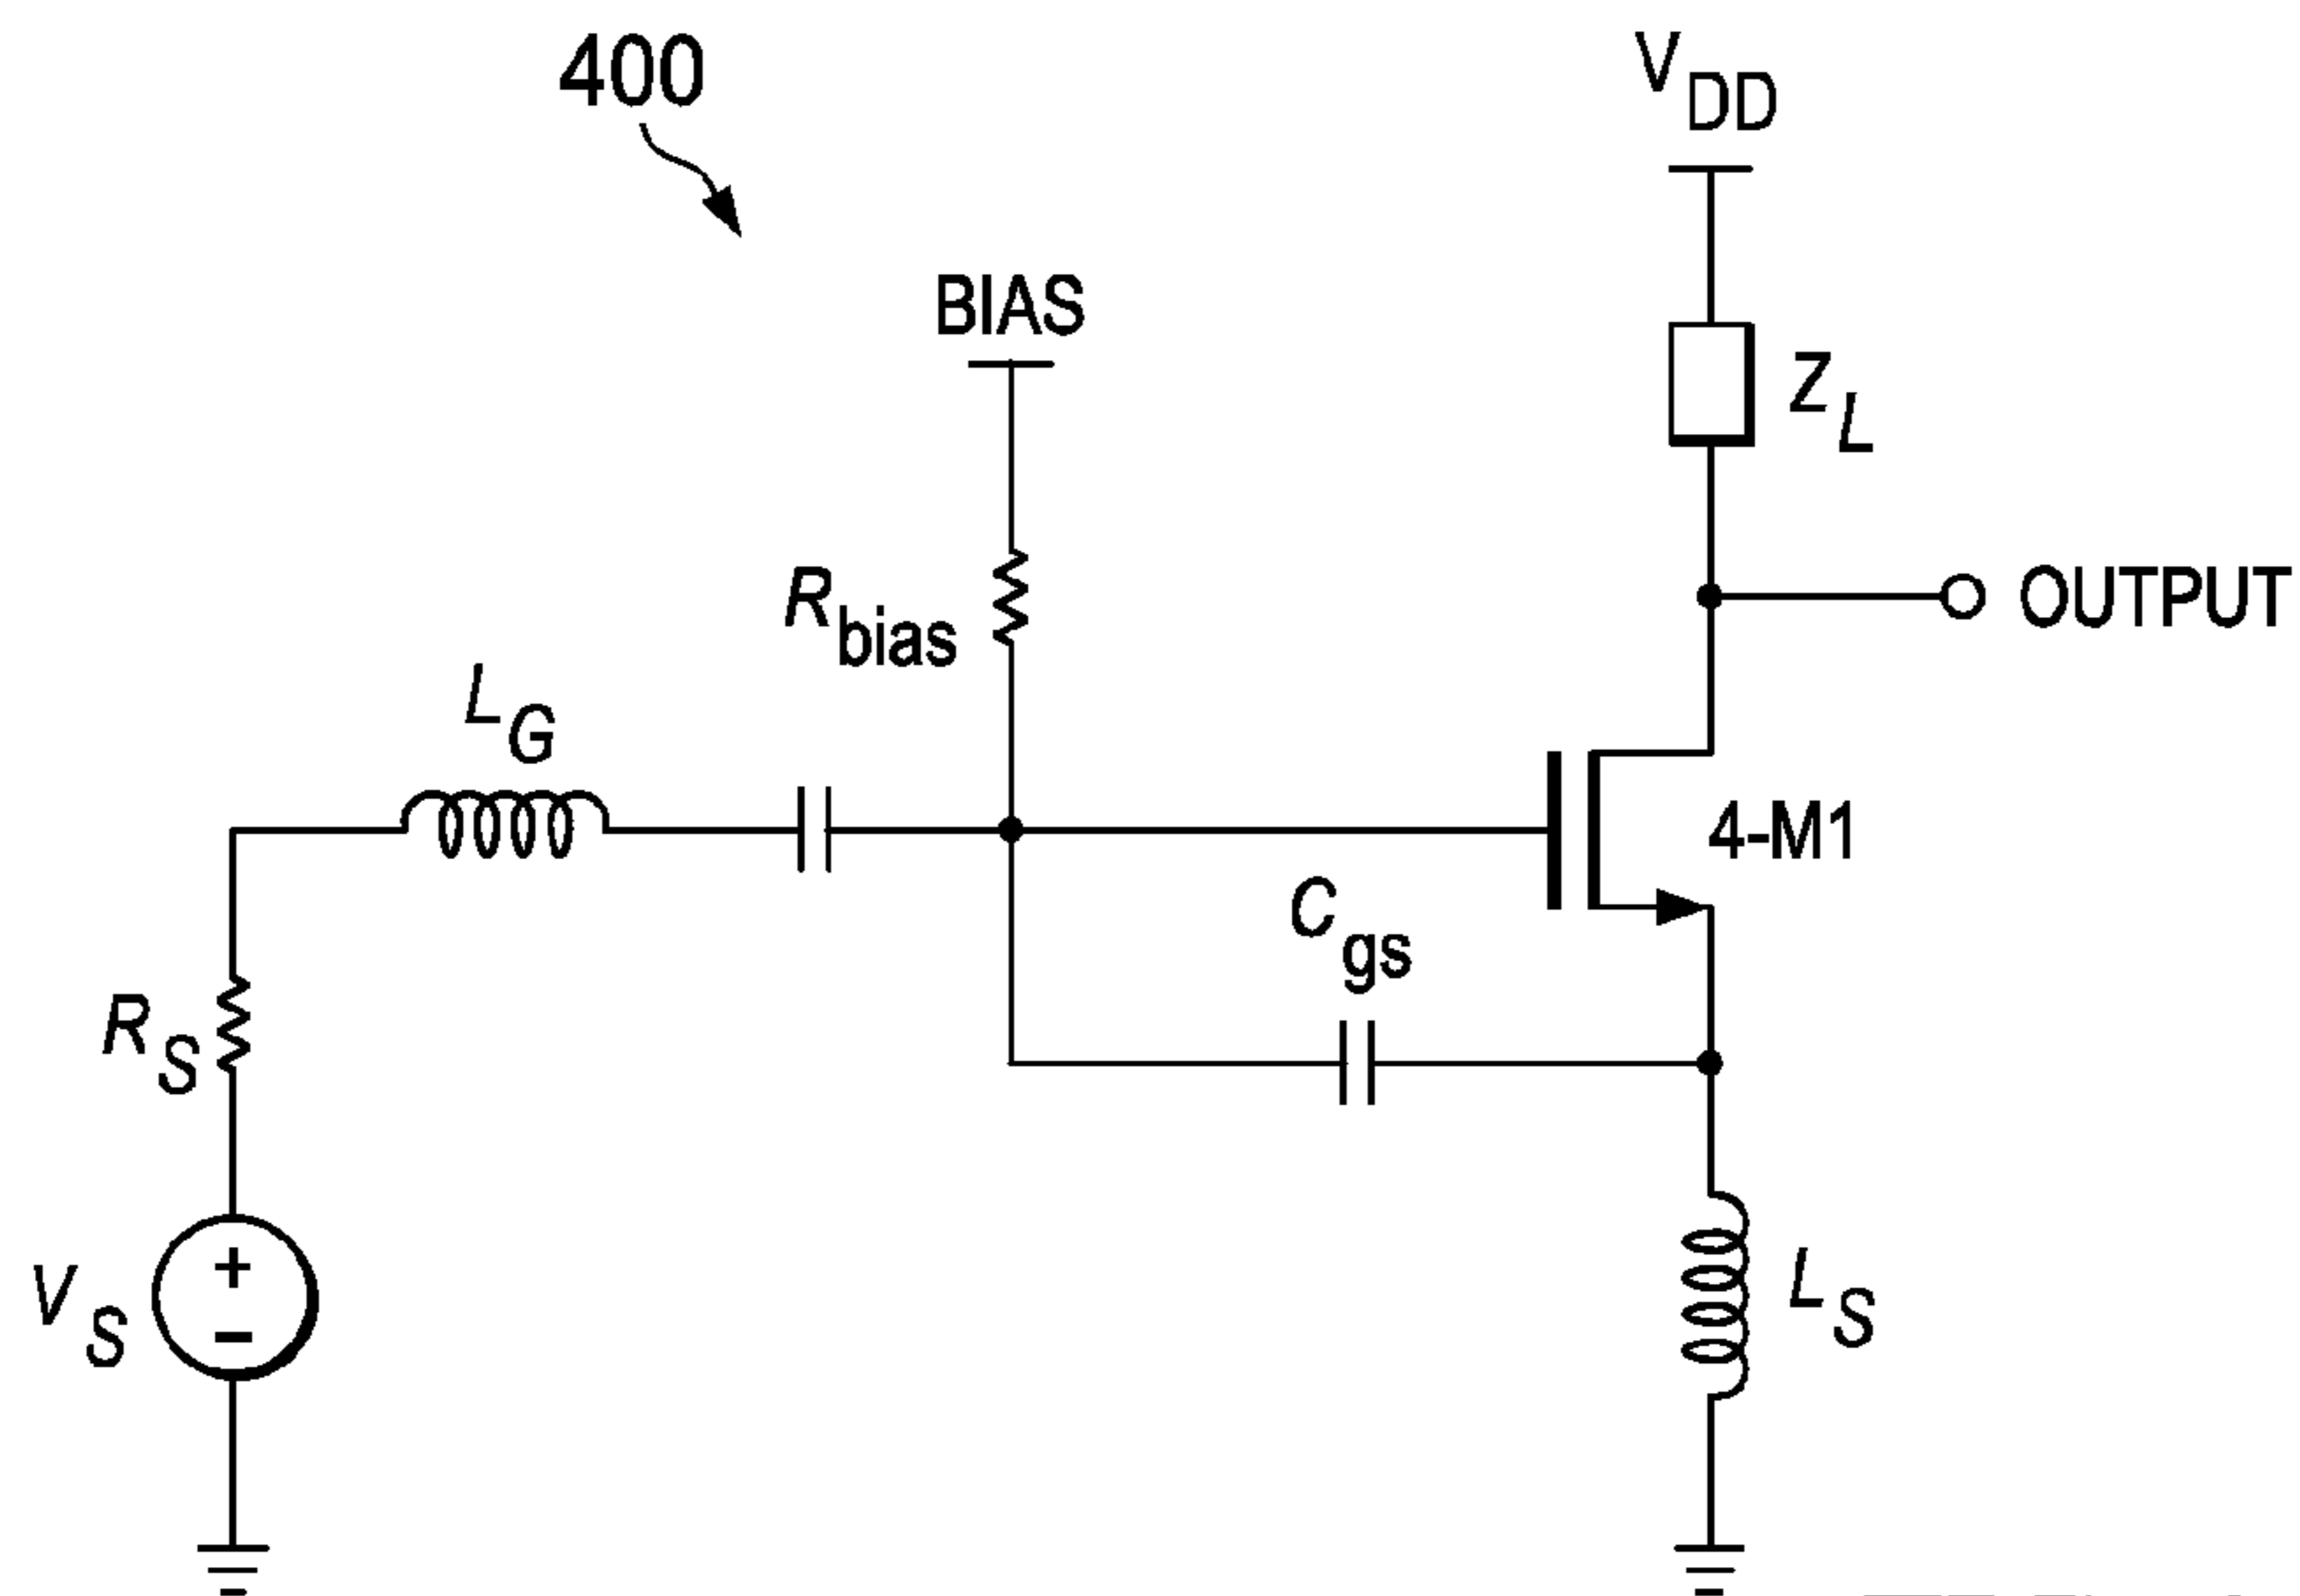 400
VDD
BIAS
ZL
Rbias
OUTPUT
LG
4-M1
Cgs
RS
+
-
VS
LS